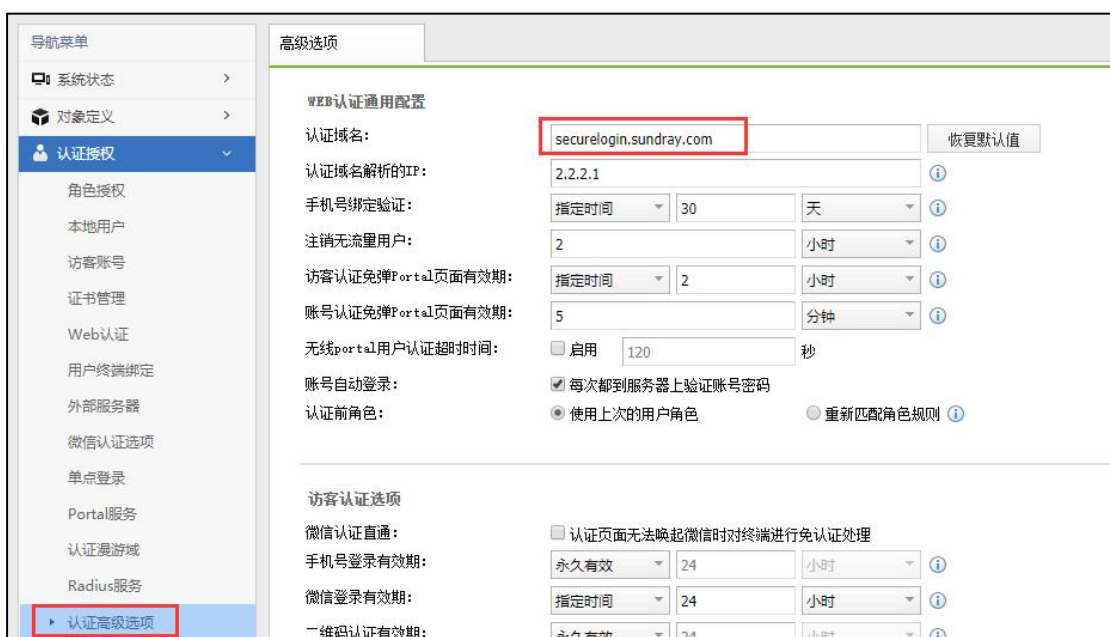 导航菜单
系统状态
对象定义
认证授权
角色授权
本地用户
访客账号
证书管理
Web认证
用户终端绑定
外部服务器
微信认证选项
单点登录
Portal服务
认证漫游域
Radius服务
认证高级选项
高级选项
WEB认证通用配置
认证域名： securelogin.sundray.com 恢复默认值
认证域名解析的IP： 2.2.2.1
手机号绑定验证： 指定时间 30 天
注销无流量用户： 2 小时
访客认证免弹Portal页面有效期： 指定时间 2 小时
账号认证免弹Portal页面有效期： 5 分钟
无线portal用户认证超时时间： 启用 120 秒
账号自动登录： 每次都到服务器上验证账号密码
认证前角色： 使用上次的用户角色 重新匹配角色规则
访客认证选项
微信认证直通： 认证页面无法唤起微信时对终端进行免认证处理
手机号登录有效期： 永久有效 24 小时
微信登录有效期： 指定时间 24 小时
二维码认证有效期： 永久有效 24 小时